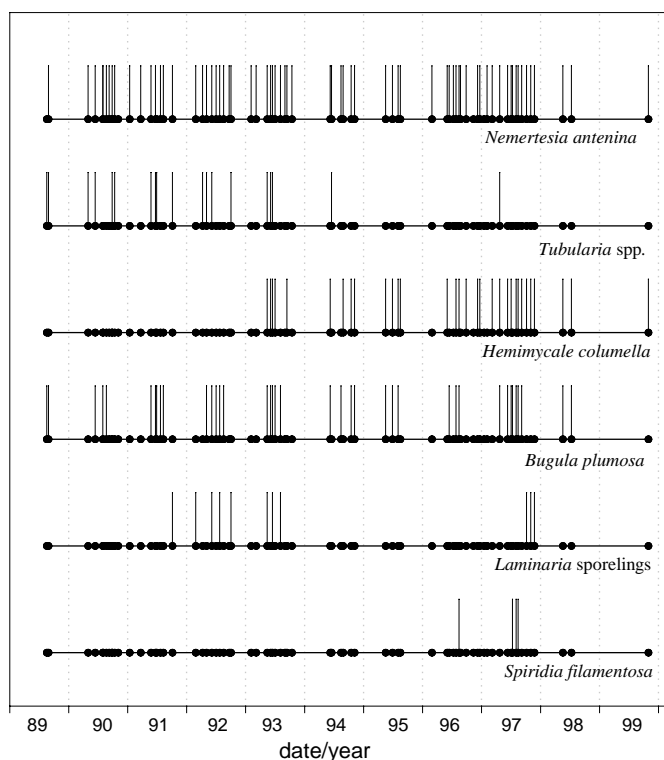 Nemertesia antenina
Tubularia spp.
Hemimycale columella
Bugula plumosa
Laminaria sporelings
Spiridia filamentosa
89 90 91 92 93 94 95 96 97 98 99
date/year